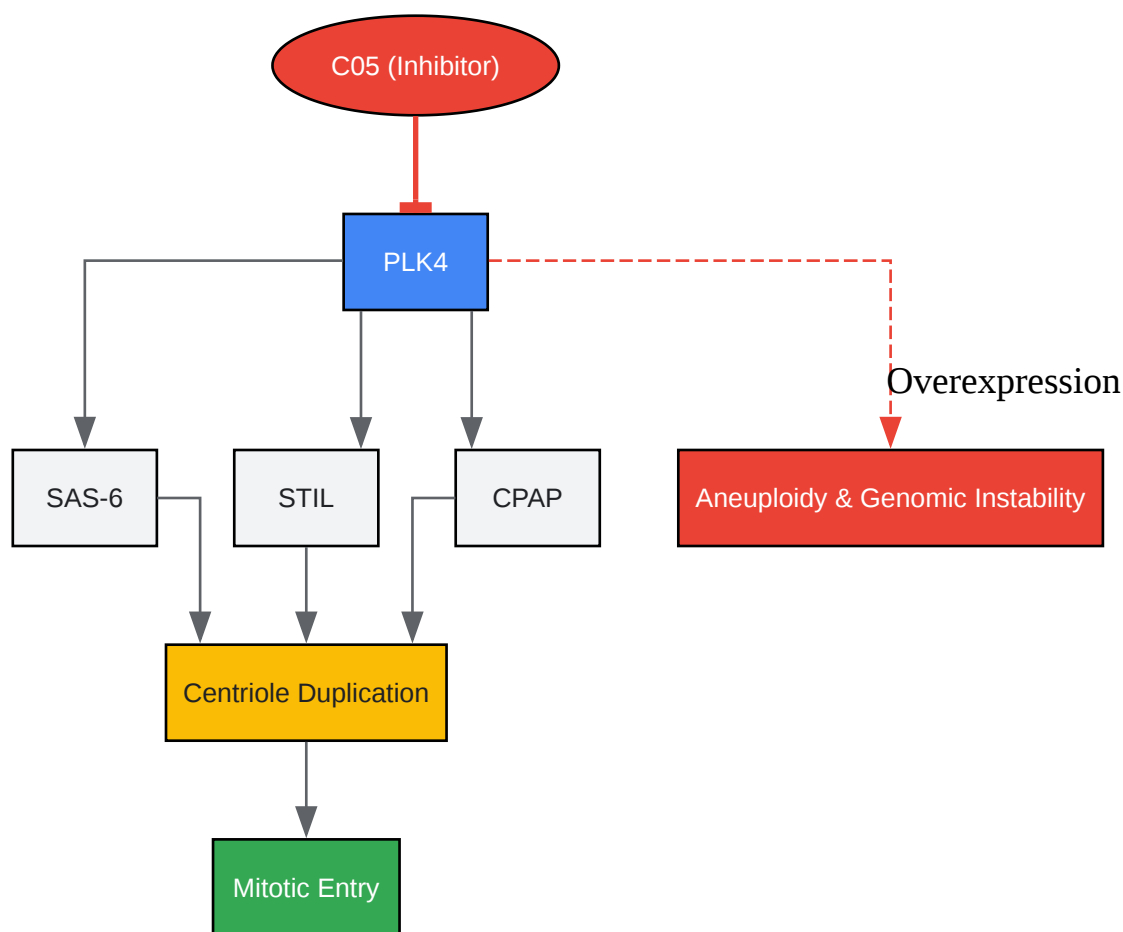 C05 (Inhibitor)
PLK4
Overexpression
SAS-6
STIL
CPAP
Aneuploidy & Genomic Instability
Centriole Duplication
Mitotic Entry